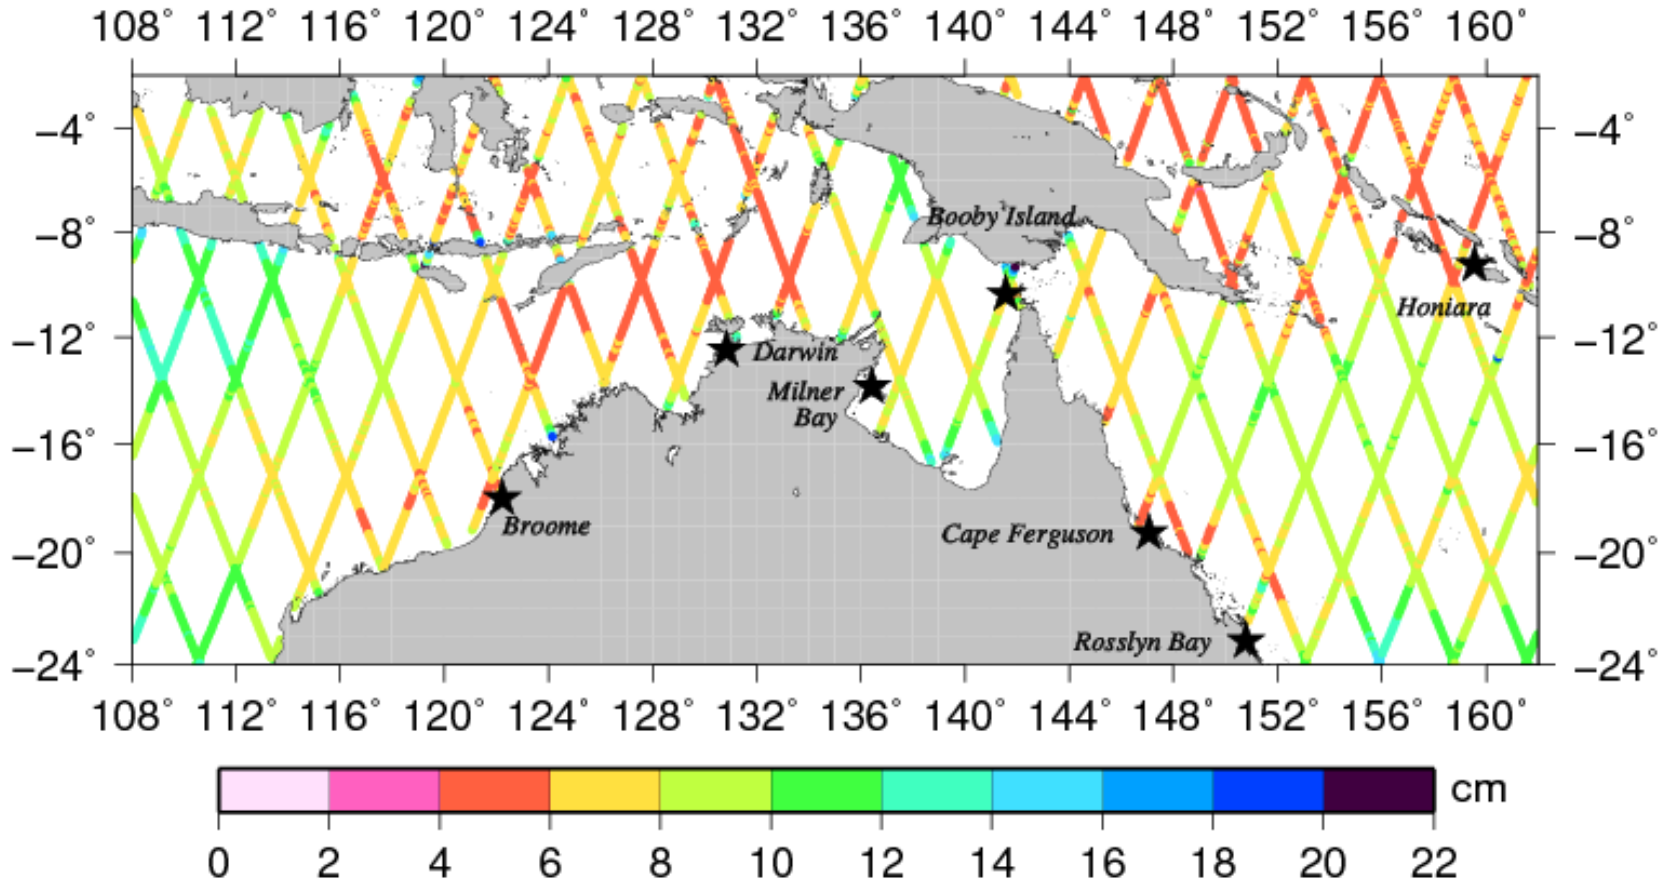 108° 112° 116° 120° 124° 128° 132° 136° 140° 144° 148° 152° 156° 160°
−4° −4°
Booby Island
−8° −8°
Honiara
−12° −12°
Darwin
Milner
Bay
−16° −16°
Broome
Cape Ferguson
−20° −20°
Rosslyn Bay
−24° −24°
108° 112° 116° 120° 124° 128° 132° 136° 140° 144° 148° 152° 156° 160°
cm
0 2 4 6 8 10 12 14 16 18 20 22